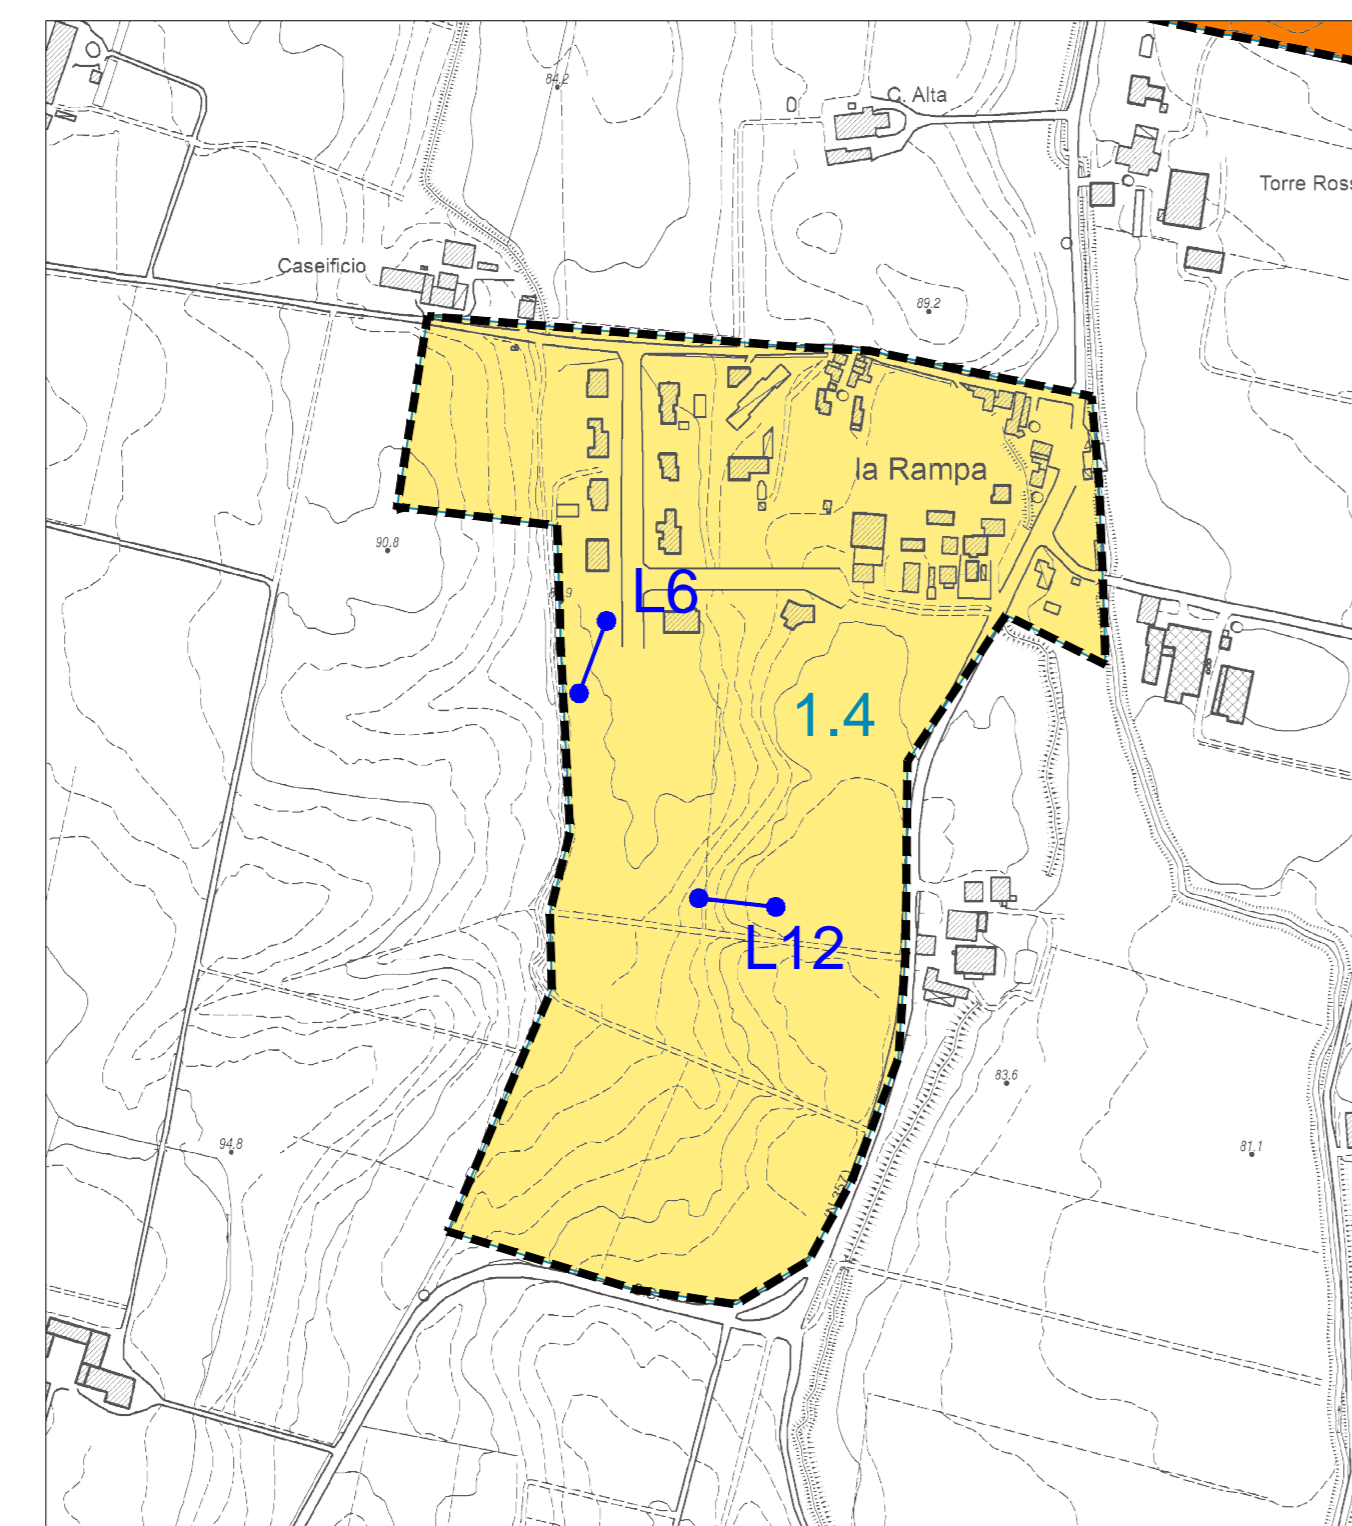 84.2
C. Alta
Torre Ross
Caseificio
89.2
la Rampa
90.8
L6
1.4
L12
83.6
94.8
81.1